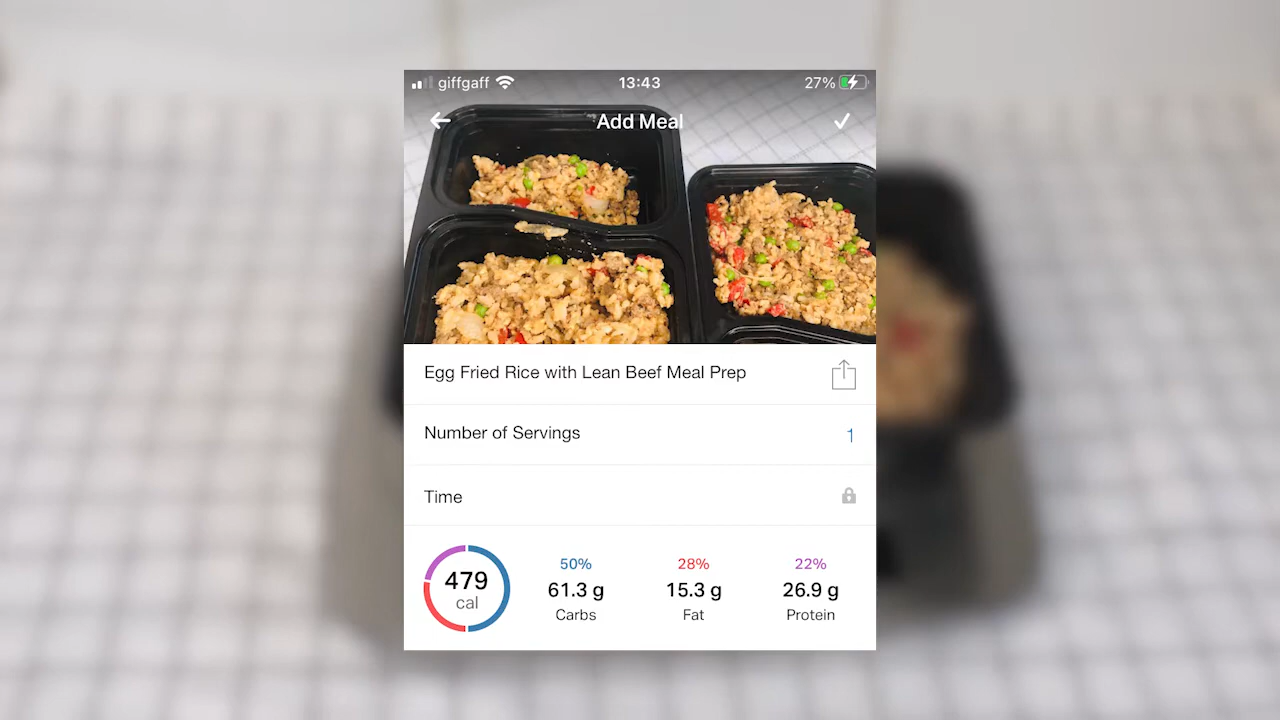 giffgaff 13:43 27%
Add Meal
Egg Fried Rice with Lean Beef Meal Prep
Number of Servings 1
Time
479 cal
50% 28% 22%
61.3 g 15.3 g 26.9 g
Carbs Fat Protein